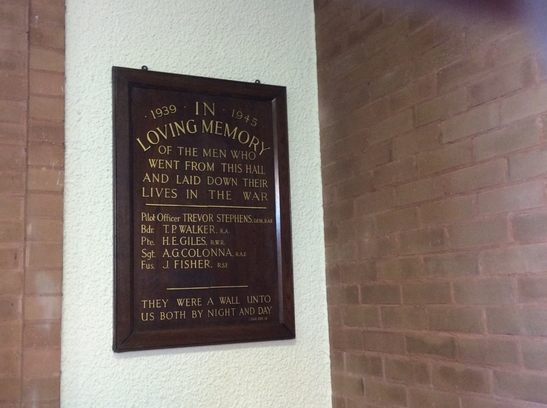 1939 · IN · 1945
LOVING MEMORY
OF THE MEN WHO
WENT FROM THIS HALL
AND LAID DOWN THEIR
LIVES IN THE WAR
Pilot Officer TREVOR STEPHENS,
Bdr. T.P. WALKER, R.A.
Pte. H.E. GILES,
Sgt. A.G. COLONNA,
Fus. J. FISHER,
THEY WERE A WALL UNTO
US BOTH BY NIGHT AND DAY